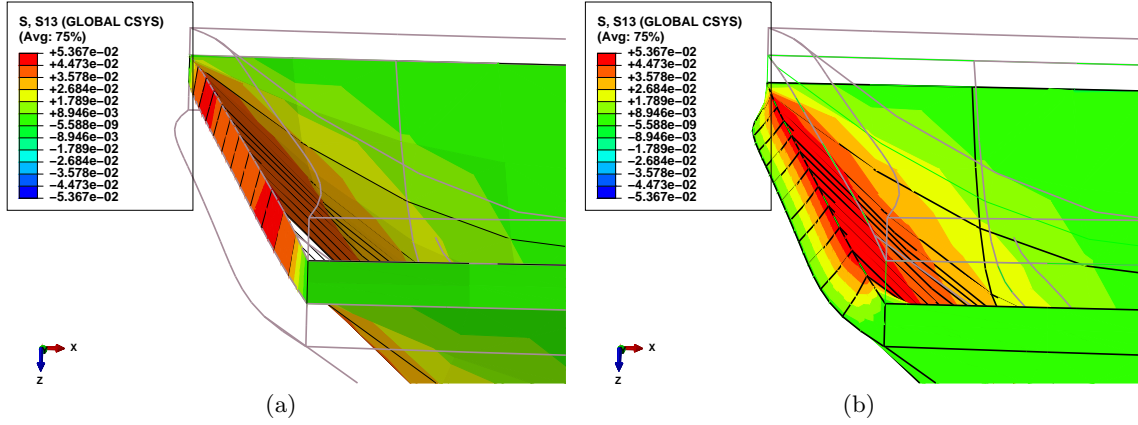 S, S13 (GLOBAL CSYS)
(Avg: 75%)
+5.367e−02
+4.473e−02
+3.578e−02
+2.684e−02
+1.789e−02
+8.946e−03
−5.588e−09
−8.946e−03
−1.789e−02
−2.684e−02
−3.578e−02
−4.473e−02
−5.367e−02
X
Z
(a)
S, S13 (GLOBAL CSYS)
(Avg: 75%)
+5.367e−02
+4.473e−02
+3.578e−02
+2.684e−02
+1.789e−02
+8.946e−03
−5.588e−09
−8.946e−03
−1.789e−02
−2.684e−02
−3.578e−02
−4.473e−02
−5.367e−02
X
Z
(b)